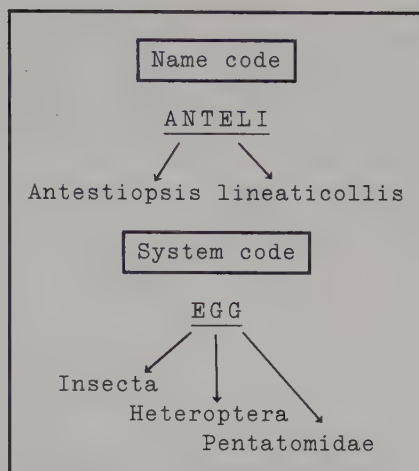 Name code
ANTELI
Antestiopsis lineaticollis
System code
EGG
Insecta
Heteroptera
Pentatomidae